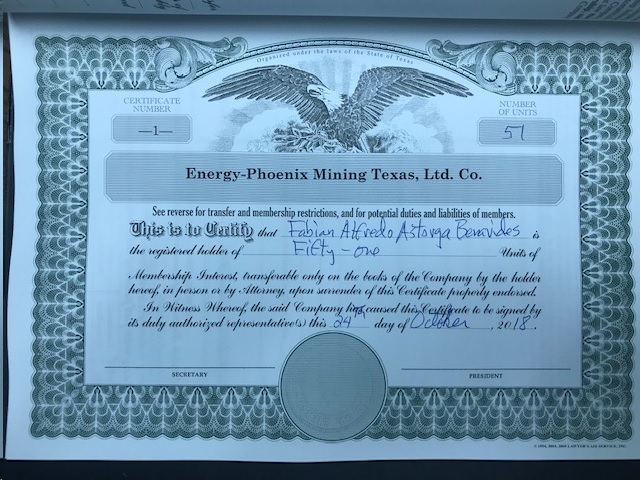 Organized under the laws of the State of Texas
CERTIFICATE NUMBER
—1—
NUMBER OF UNITS
51
Energy-Phoenix Mining Texas, Ltd. Co.
See reverse for transfer and membership restrictions, and for potential duties and liabilities of members.
This is to Certify that Fabian Alfredo Astorga Benavides is
the registered holder of Fifty-one Units of
Membership Interest, transferable only on the books of the Company by the holder
hereof, in person or by Attorney, upon surrender of this Certificate properly endorsed.
In Witness Whereof, the said Company has caused this Certificate to be signed by
its duly authorized representative(s) this 24th day of October, 2018.
SECRETARY
PRESIDENT